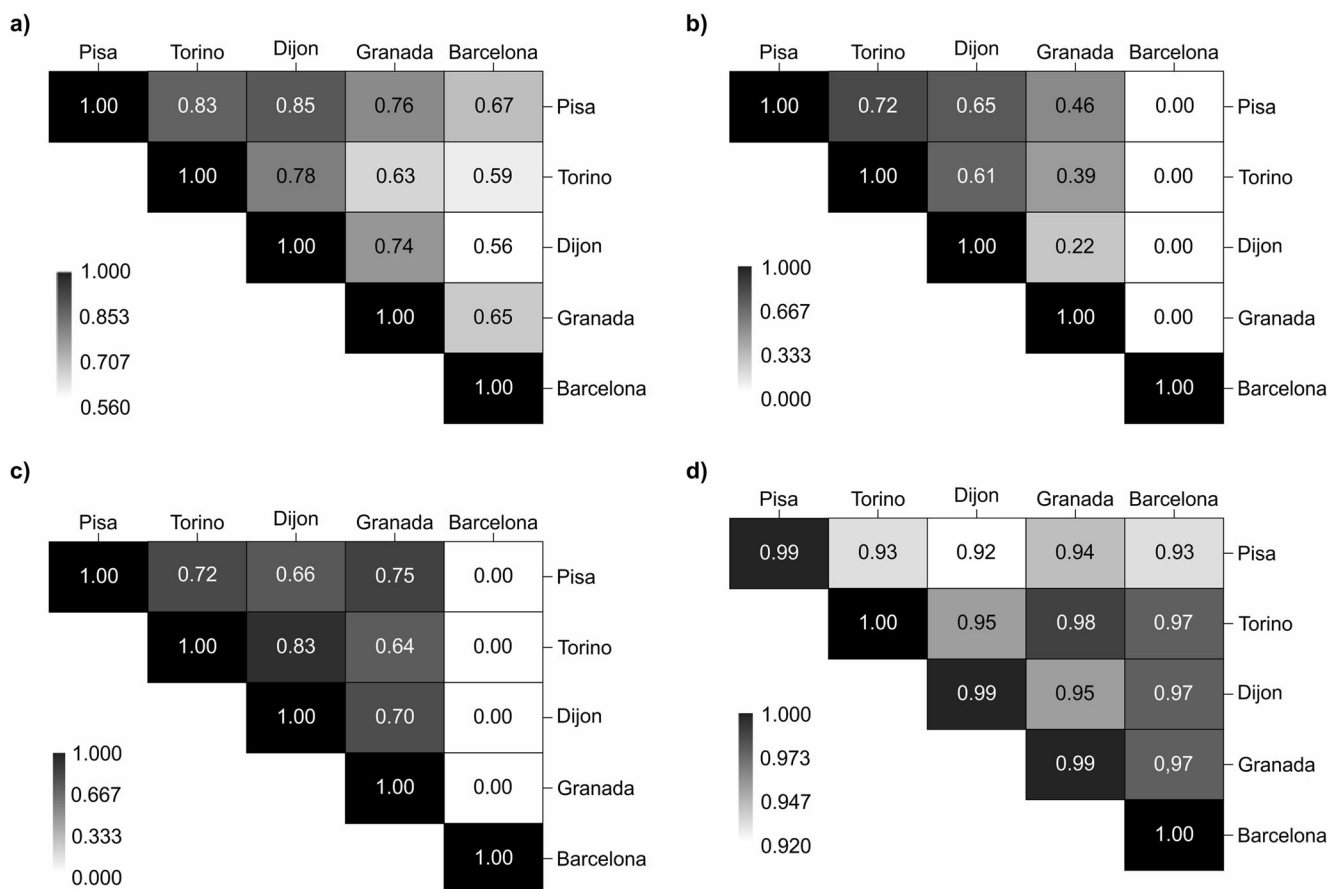 a)
Pisa Torino Dijon Granada Barcelona
1.00 0.83 0.85 0.76 0.67 Pisa
1.00 0.78 0.63 0.59 Torino
1.00 0.74 0.56 Dijon
1.00 0.65 Granada
1.00 Barcelona
1.000
0.853
0.707
0.560
b)
Pisa Torino Dijon Granada Barcelona
1.00 0.72 0.65 0.46 0.00 Pisa
1.00 0.61 0.39 0.00 Torino
1.00 0.22 0.00 Dijon
1.00 0.00 Granada
1.00 Barcelona
1.000
0.667
0.333
0.000
c)
Pisa Torino Dijon Granada Barcelona
1.00 0.72 0.66 0.75 0.00 Pisa
1.00 0.83 0.64 0.00 Torino
1.00 0.70 0.00 Dijon
1.00 0.00 Granada
1.00 Barcelona
1.000
0.667
0.333
0.000
d)
Pisa Torino Dijon Granada Barcelona
0.99 0.93 0.92 0.94 0.93 Pisa
1.00 0.95 0.98 0.97 Torino
0.99 0.95 0.97 Dijon
0.99 0,97 Granada
1.00 Barcelona
1.000
0.973
0.947
0.920